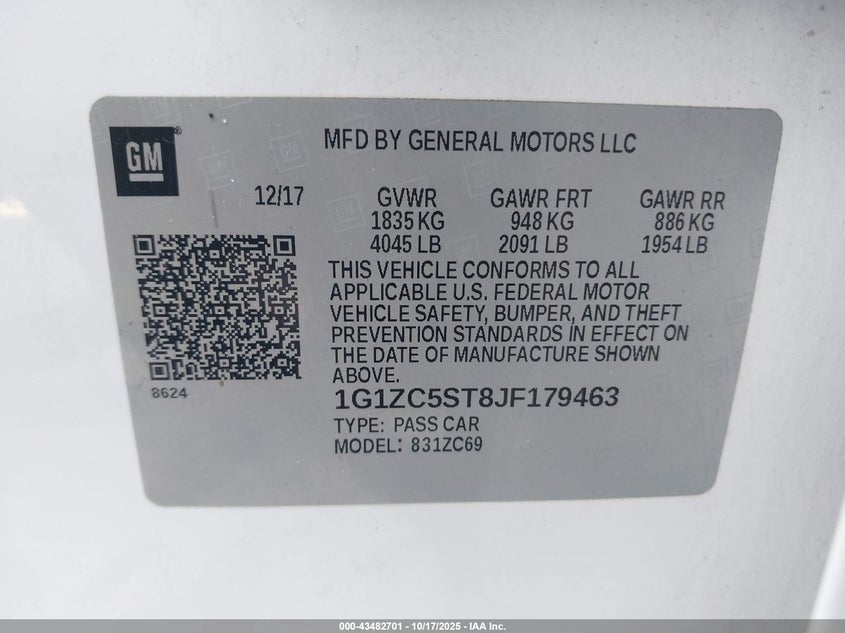 GM
MFD BY GENERAL MOTORS LLC
12/17 GVWR GAWR FRT GAWR RR
1835 KG 948 KG 886 KG
4045 LB 2091 LB 1954 LB
THIS VEHICLE CONFORMS TO ALL
APPLICABLE U.S. FEDERAL MOTOR
VEHICLE SAFETY, BUMPER, AND THEFT
PREVENTION STANDARDS IN EFFECT ON
THE DATE OF MANUFACTURE SHOWN
ABOVE.
8624
1G1ZC5ST8JF179463
TYPE: PASS CAR
MODEL: 831ZC69
000-43482701 - 10/17/2025 - IAA Inc.